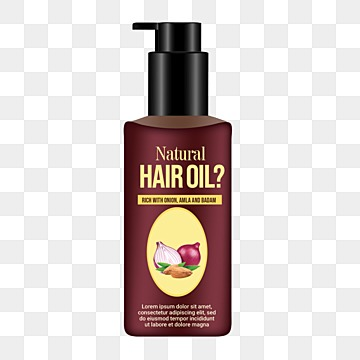 Natural
HAIR OIL?
RICH WITH ONION, AMLA AND BADAM
Lorem ipsum dolor sit amet,
consectetur adipiscing elit, sed
do eiusmod
tempor incididunt
ut labore et dolore magna